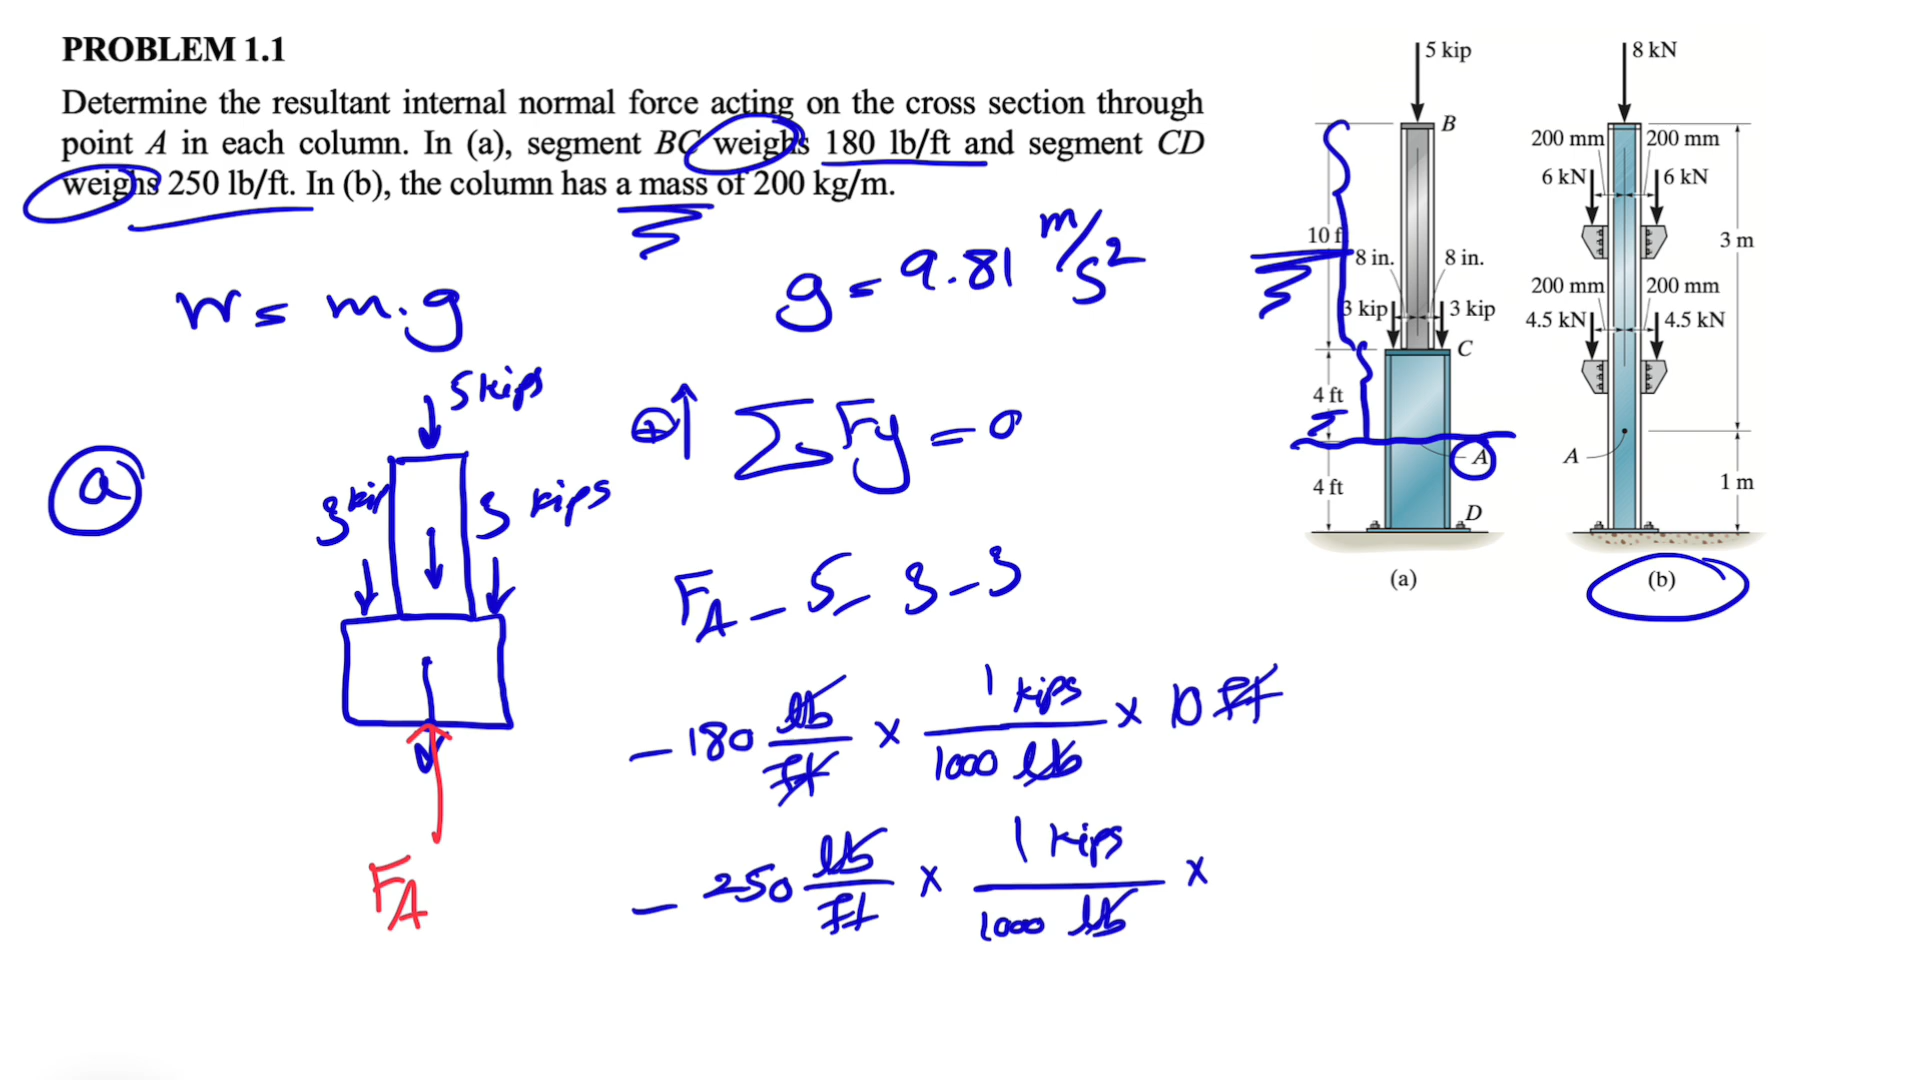 PROBLEM 1.1
Determine the resultant internal normal force acting on the cross section through
point A in each column. In (a), segment BC weighs 180 lb/ft and segment CD
weighs 250 lb/ft. In (b), the column has a mass of 200 kg/m.
W = m.g
g = 9.81 m/s²
a
5 kips
3 kip
3 kips
F_A
⊕↑ ΣFy = 0
F_A - 5 - 3 - 3
- 180 lb/ft × 1 kips/1000 lb × 10 ft
- 250 lb/ft × 1 kips/1000 lb ×
5 kip
B
10 f
8 in.
8 in.
3 kip
3 kip
C
4 ft
A
4 ft
D
(a)
8 kN
200 mm
200 mm
6 kN
6 kN
3 m
200 mm
200 mm
4.5 kN
4.5 kN
A
1 m
(b)